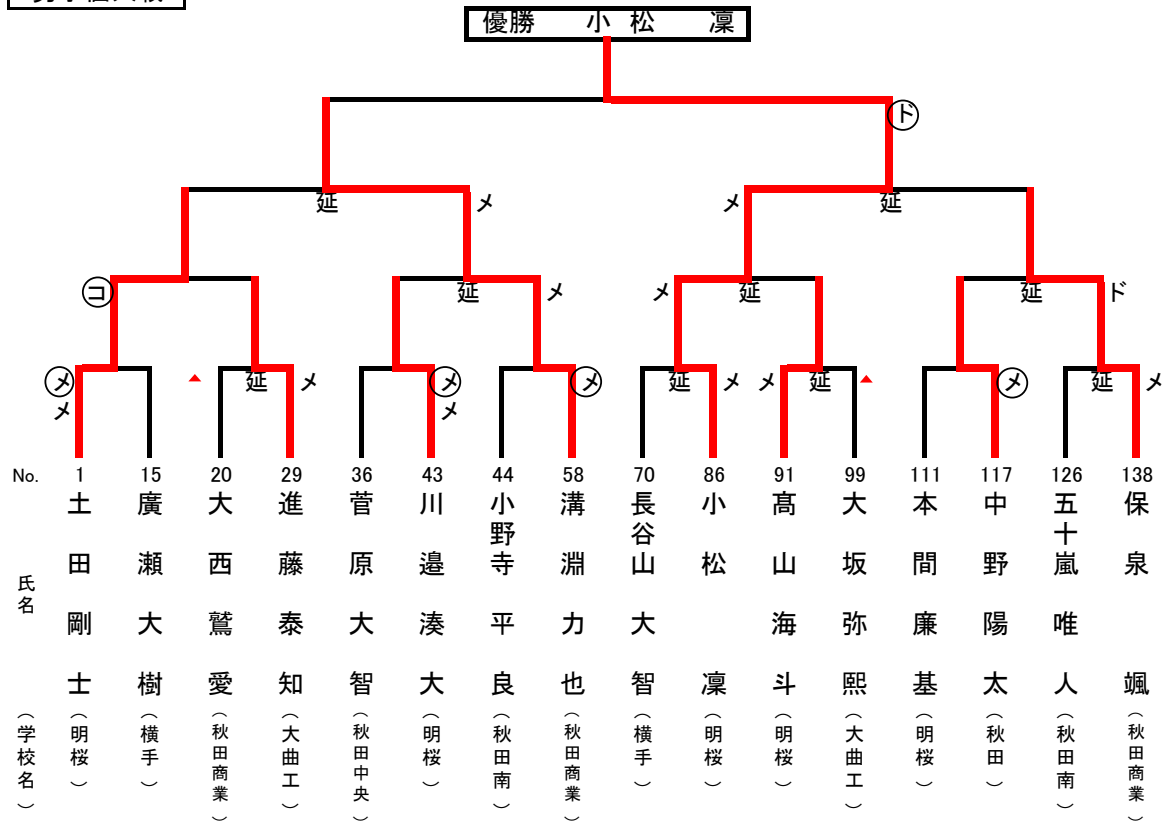 優勝 小松 凜
ド
延 メ メ 延
コ 延 メ メ 延 延 ド
メ メ 延 メ メ メ メ 延 メ メ 延 メ 延 メ
No. 1 15 20 29 36 43 44 58 70 86 91 99 111 117 126 138
氏名
土田剛士
廣瀬大樹
大西鷲愛
進藤泰知
菅原大智
川邉湊大
小野寺平良
溝淵力也
長谷山大智
小松凜
髙山海斗
大坂弥熙
本間廉基
中野陽太
五十嵐唯人
保泉颯
(学校名)
(明桜)
(横手)
(秋田商業)
(大曲工)
(秋田中央)
(明桜)
(秋田南)
(秋田商業)
(横手)
(明桜)
(明桜)
(大曲工)
(明桜)
(秋田)
(秋田南)
(秋田商業)